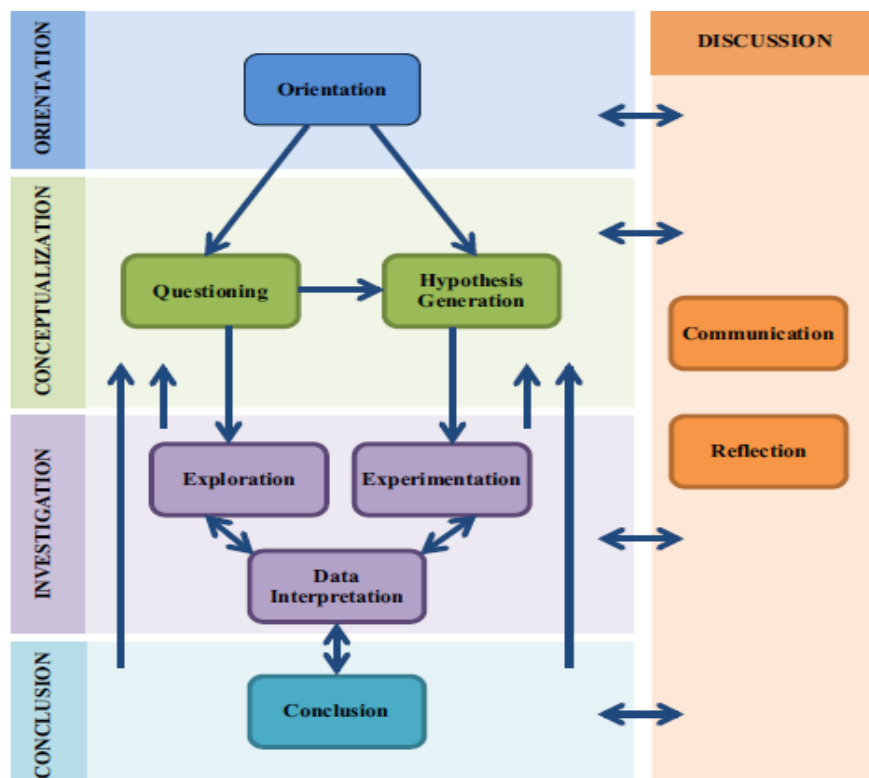 DISCUSSION
ORIENTATION
Orientation
CONCEPTUALIZATION
Questioning
Hypothesis
Generation
Communication
Reflection
INVESTIGATION
Exploration
Experimentation
Data
Interpretation
CONCLUSION
Conclusion